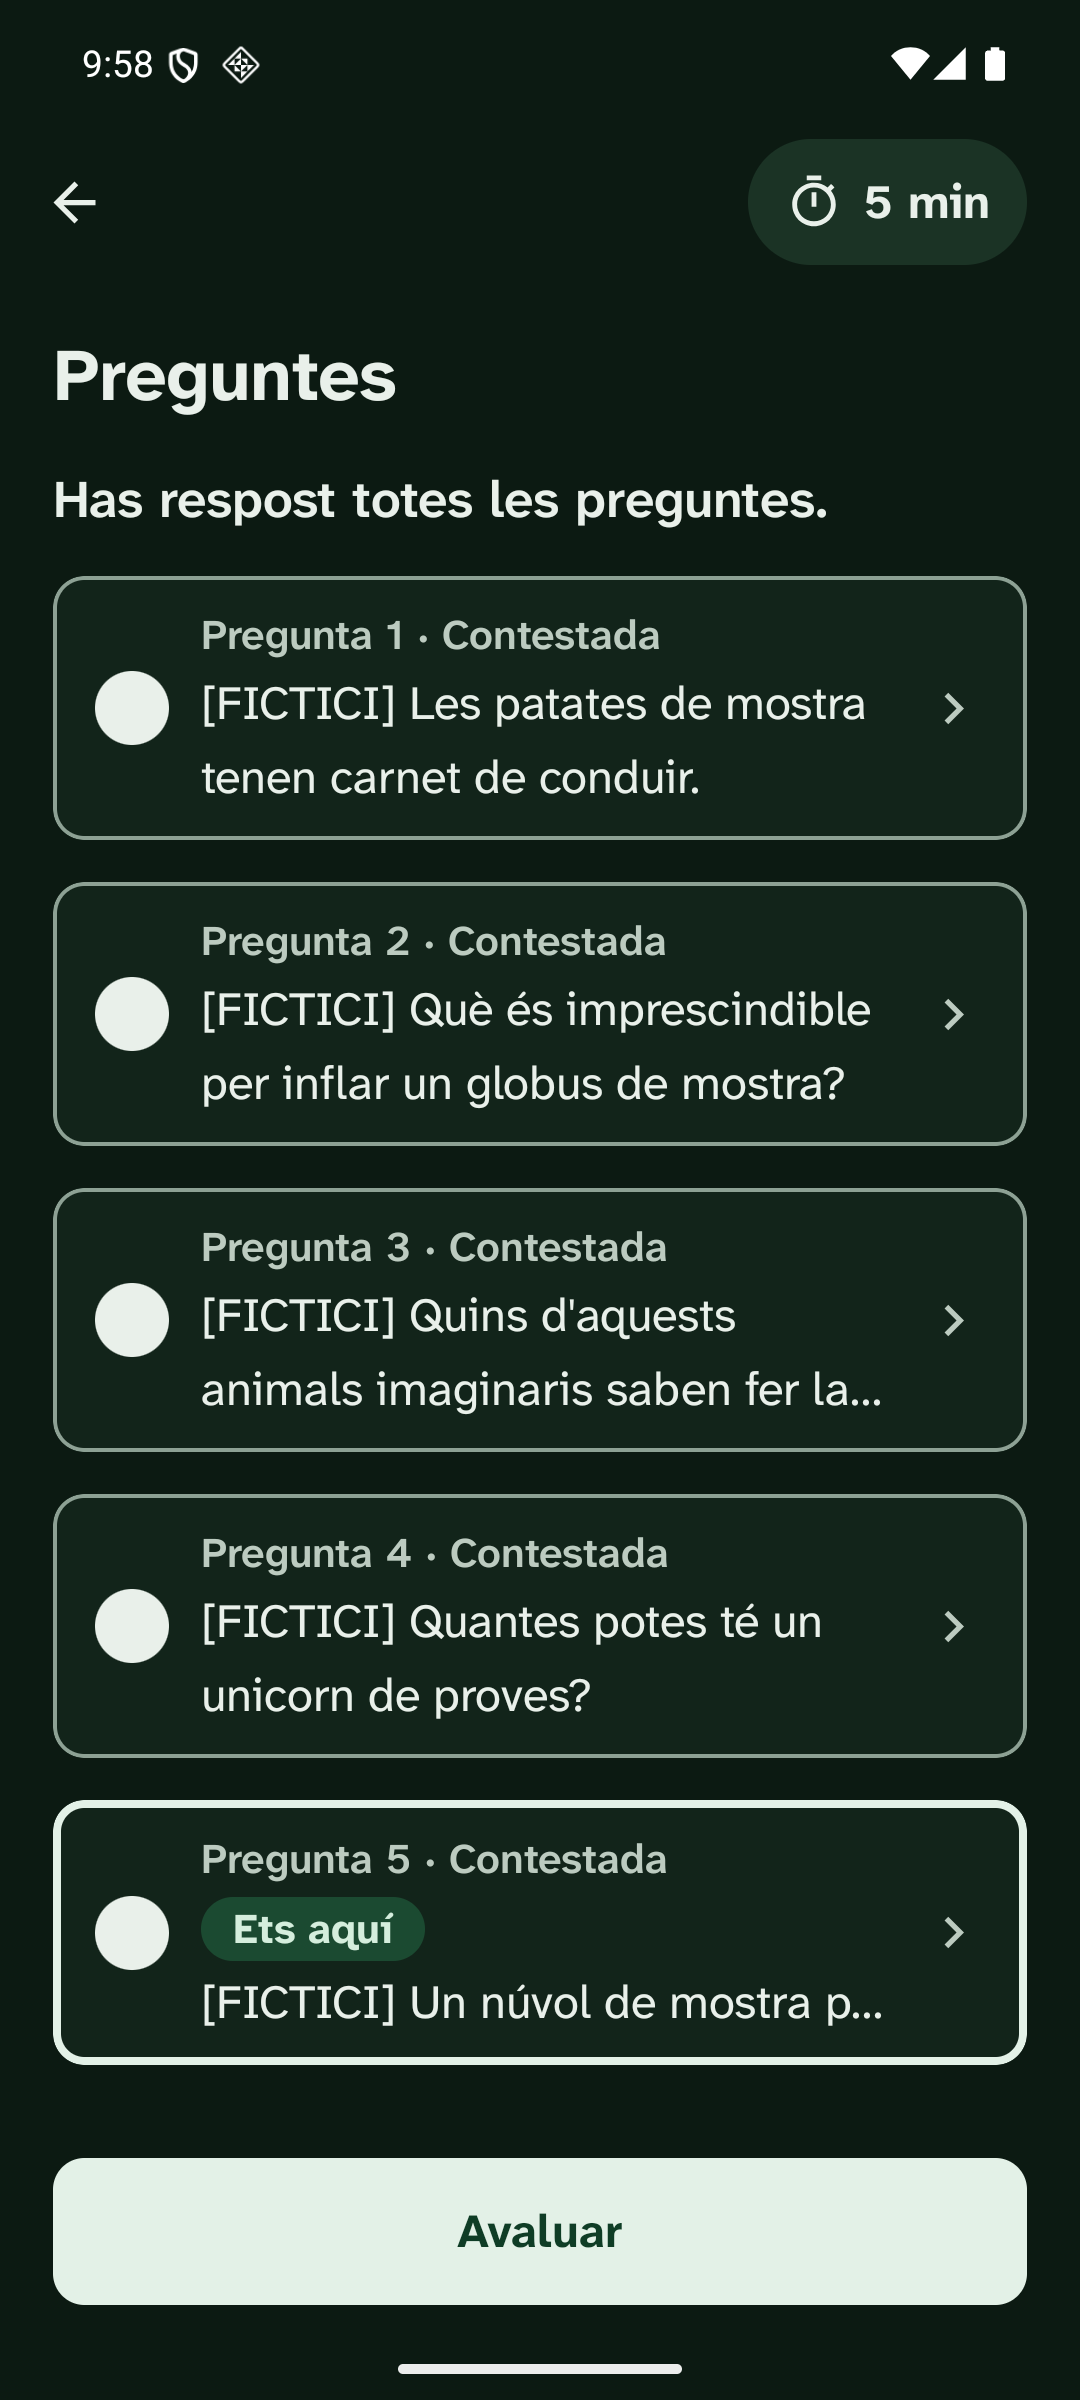 9:58
5 min
Preguntes
Has respost totes les preguntes.
Pregunta 1 · Contestada
[FICTICI] Les patates de mostra
tenen carnet de conduir.
Pregunta 2 · Contestada
[FICTICI] Què és imprescindible
per inflar un globus de mostra?
Pregunta 3 · Contestada
[FICTICI] Quins d'aquests
animals imaginaris saben fer la...
Pregunta 4 · Contestada
[FICTICI] Quantes potes té un
unicorn de proves?
Pregunta 5 · Contestada
Ets aquí
[FICTICI] Un núvol de mostra p...
Avaluar